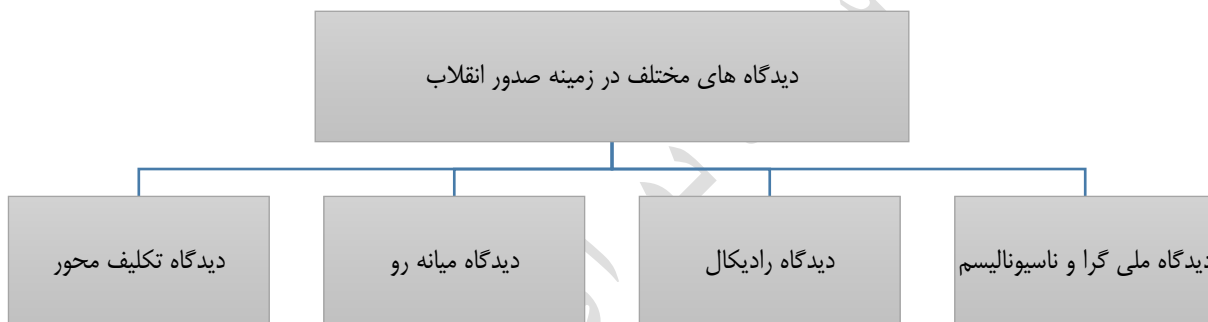 دیدگاه های مختلف در زمینه صدور انقلاب
دیدگاه ملی گرا و ناسیونالیسم
دیدگاه رادیکال
دیدگاه میانه رو
دیدگاه تکلیف محور